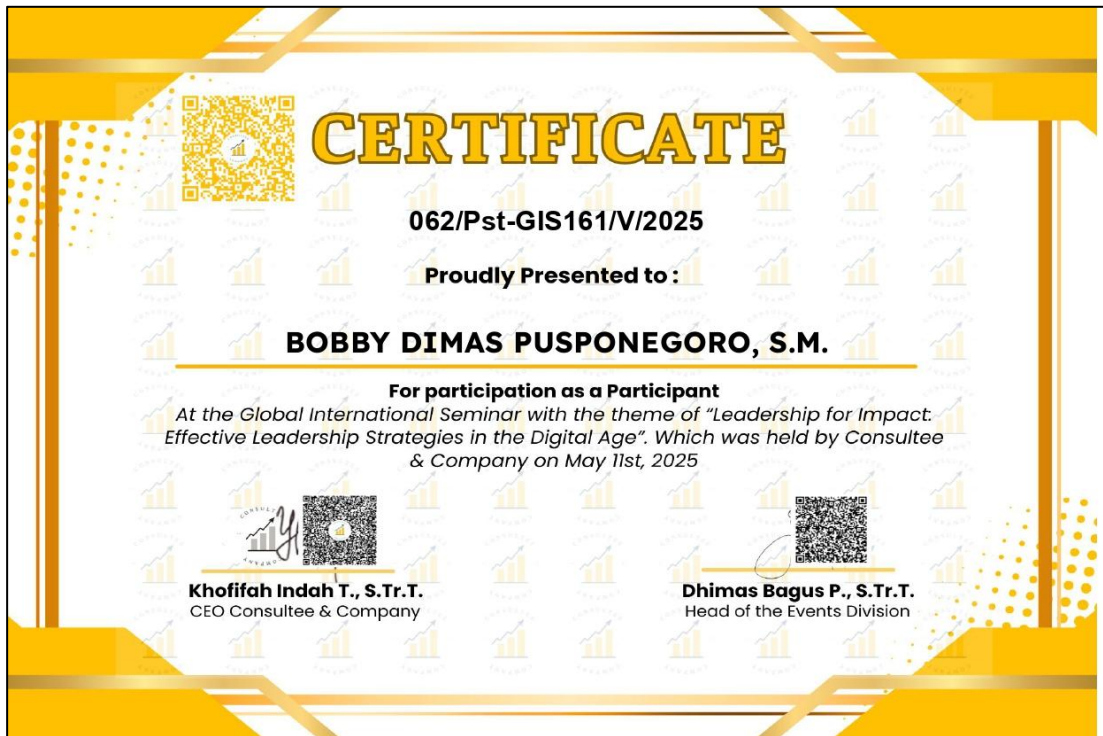 CERTIFICATE
062/Pst-GIS161/V/2025
Proudly Presented to :
BOBBY DIMAS PUSPONEGORO, S.M.
For participation as a Participant
At the Global International Seminar with the theme of “Leadership for Impact:
Effective Leadership Strategies in the Digital Age”. Which was held by Consultee
& Company on May 11st, 2025
Khofifah Indah T., S.Tr.T.
CEO Consultee & Company
Dhimas Bagus P., S.Tr.T.
Head of the Events Division